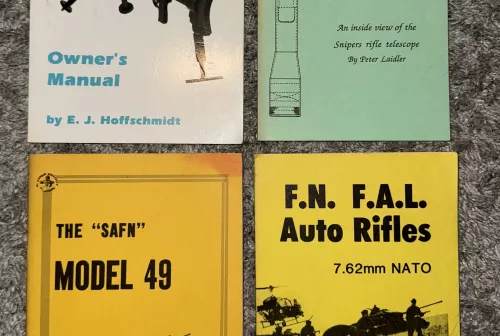 Owner's
Manual
by E. J. Hoffschmidt
An inside view of the
Snipers rifle telescope
By Peter Laidler
THE "SAFN"
MODEL 49
F.N. F.A.L.
Auto Rifles
7.62mm NATO